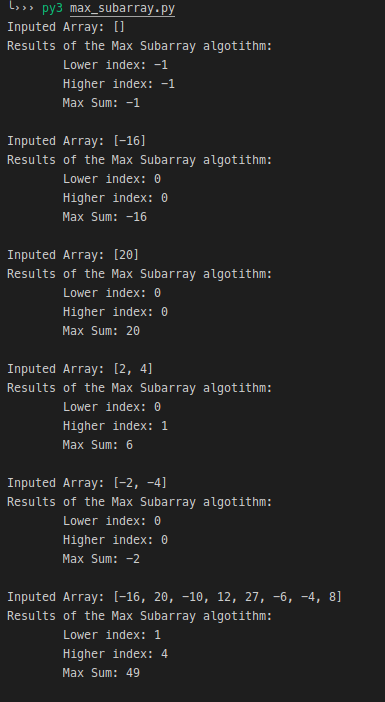 ╰››› py3 max_subarray.py
Inputed Array: []
Results of the Max Subarray algotithm:
Lower index: -1
Higher index: -1
Max Sum: -1
Inputed Array: [-16]
Results of the Max Subarray algotithm:
Lower index: 0
Higher index: 0
Max Sum: -16
Inputed Array: [20]
Results of the Max Subarray algotithm:
Lower index: 0
Higher index: 0
Max Sum: 20
Inputed Array: [2, 4]
Results of the Max Subarray algotithm:
Lower index: 0
Higher index: 1
Max Sum: 6
Inputed Array: [-2, -4]
Results of the Max Subarray algotithm:
Lower index: 0
Higher index: 0
Max Sum: -2
Inputed Array: [-16, 20, -10, 12, 27, -6, -4, 8]
Results of the Max Subarray algotithm:
Lower index: 1
Higher index: 4
Max Sum: 49